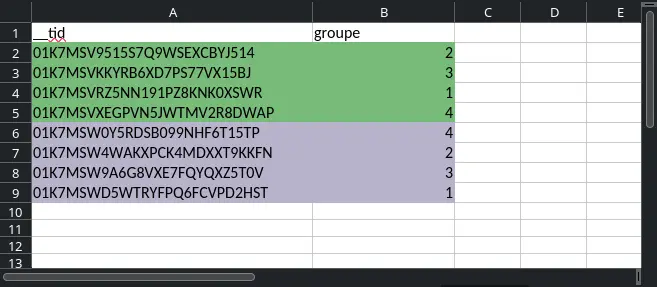 A B C D E
1 __tid groupe
2 01K7MSV9515S7Q9WSEXCBYJ514 2
3 01K7MSVKKYRB6XD7PS77VX15BJ 3
4 01K7MSVRZ5NN191PZ8KNK0XSWR 1
5 01K7MSVXEGPVN5JWTMV2R8DWAP 4
6 01K7MSW0Y5RDSB099NHF6T15TP 4
7 01K7MSW4WAKXPCK4MDXXT9KKFN 2
8 01K7MSW9A6G8VXE7FQYQXZ5T0V 3
9 01K7MSWD5WTRYFPQ6FCVPD2HST 1
10
11
12
13